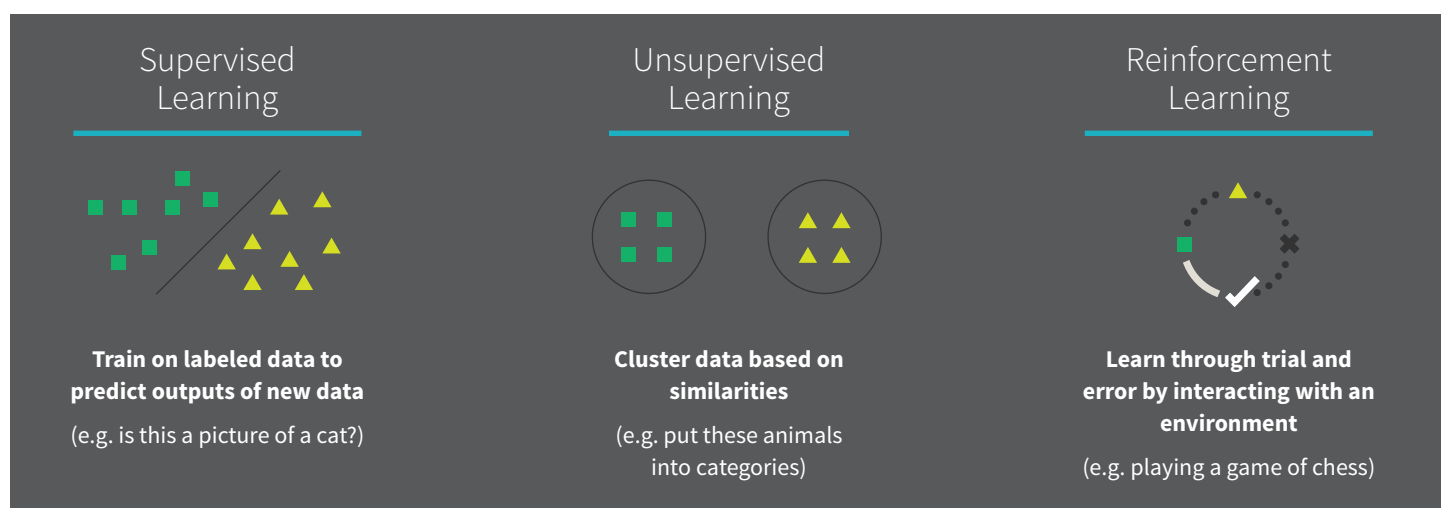 Supervised
Learning
Train on labeled data to
predict outputs of new data
(e.g. is this a picture of a cat?)
Unsupervised
Learning
Cluster data based on
similarities
(e.g. put these animals
into categories)
Reinforcement
Learning
Learn through trial and
error by interacting with an
environment
(e.g. playing a game of chess)